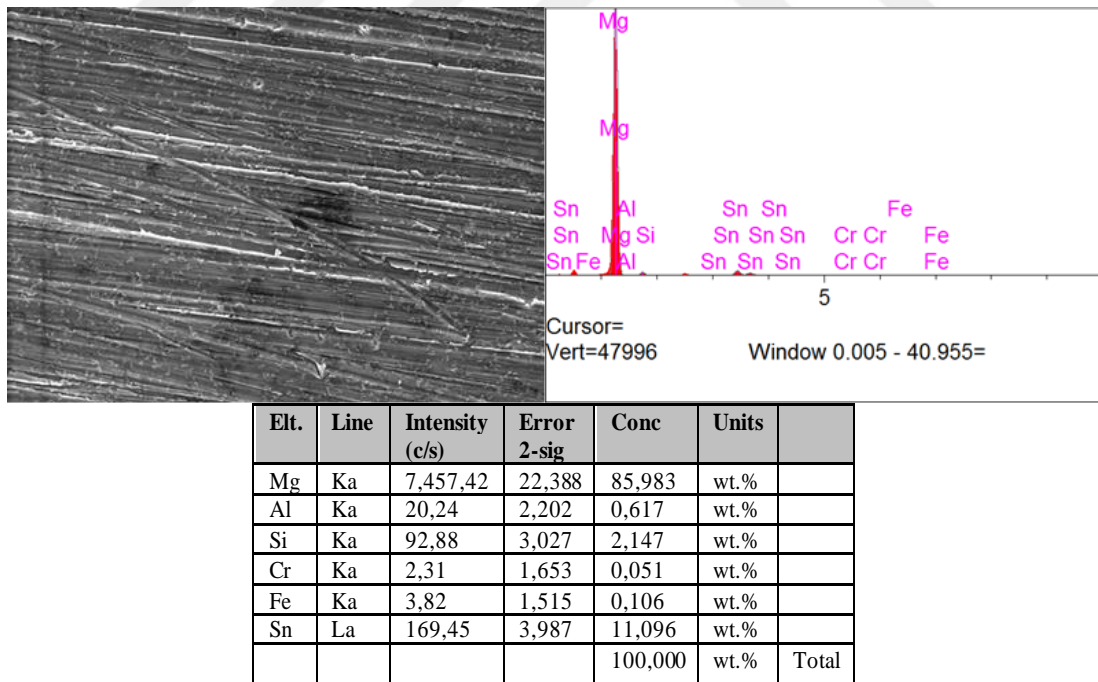 Mg
Mg
Sn Al Sn Sn Fe
Sn Mg Si Sn Sn Sn Cr Cr Fe
Sn Fe Al Sn Sn Sn Cr Cr Fe
5
Cursor=
Vert=47996 Window 0.005 - 40.955=
Elt. Line Intensity (c/s) Error 2-sig Conc Units
Mg Ka 7,457,42 22,388 85,983 wt.%
Al Ka 20,24 2,202 0,617 wt.%
Si Ka 92,88 3,027 2,147 wt.%
Cr Ka 2,31 1,653 0,051 wt.%
Fe Ka 3,82 1,515 0,106 wt.%
Sn La 169,45 3,987 11,096 wt.%
100,000 wt.% Total